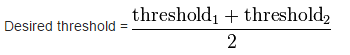 Desired threshold = threshold₁ + threshold₂
2